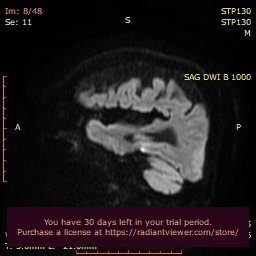 Im: 8/48
Se: 11
S
STP130
STP130
M
SAG DWI B 1000
A
P
You have 30 days left in your trial period.
Purchase a license at https://radiantviewer.com/store/